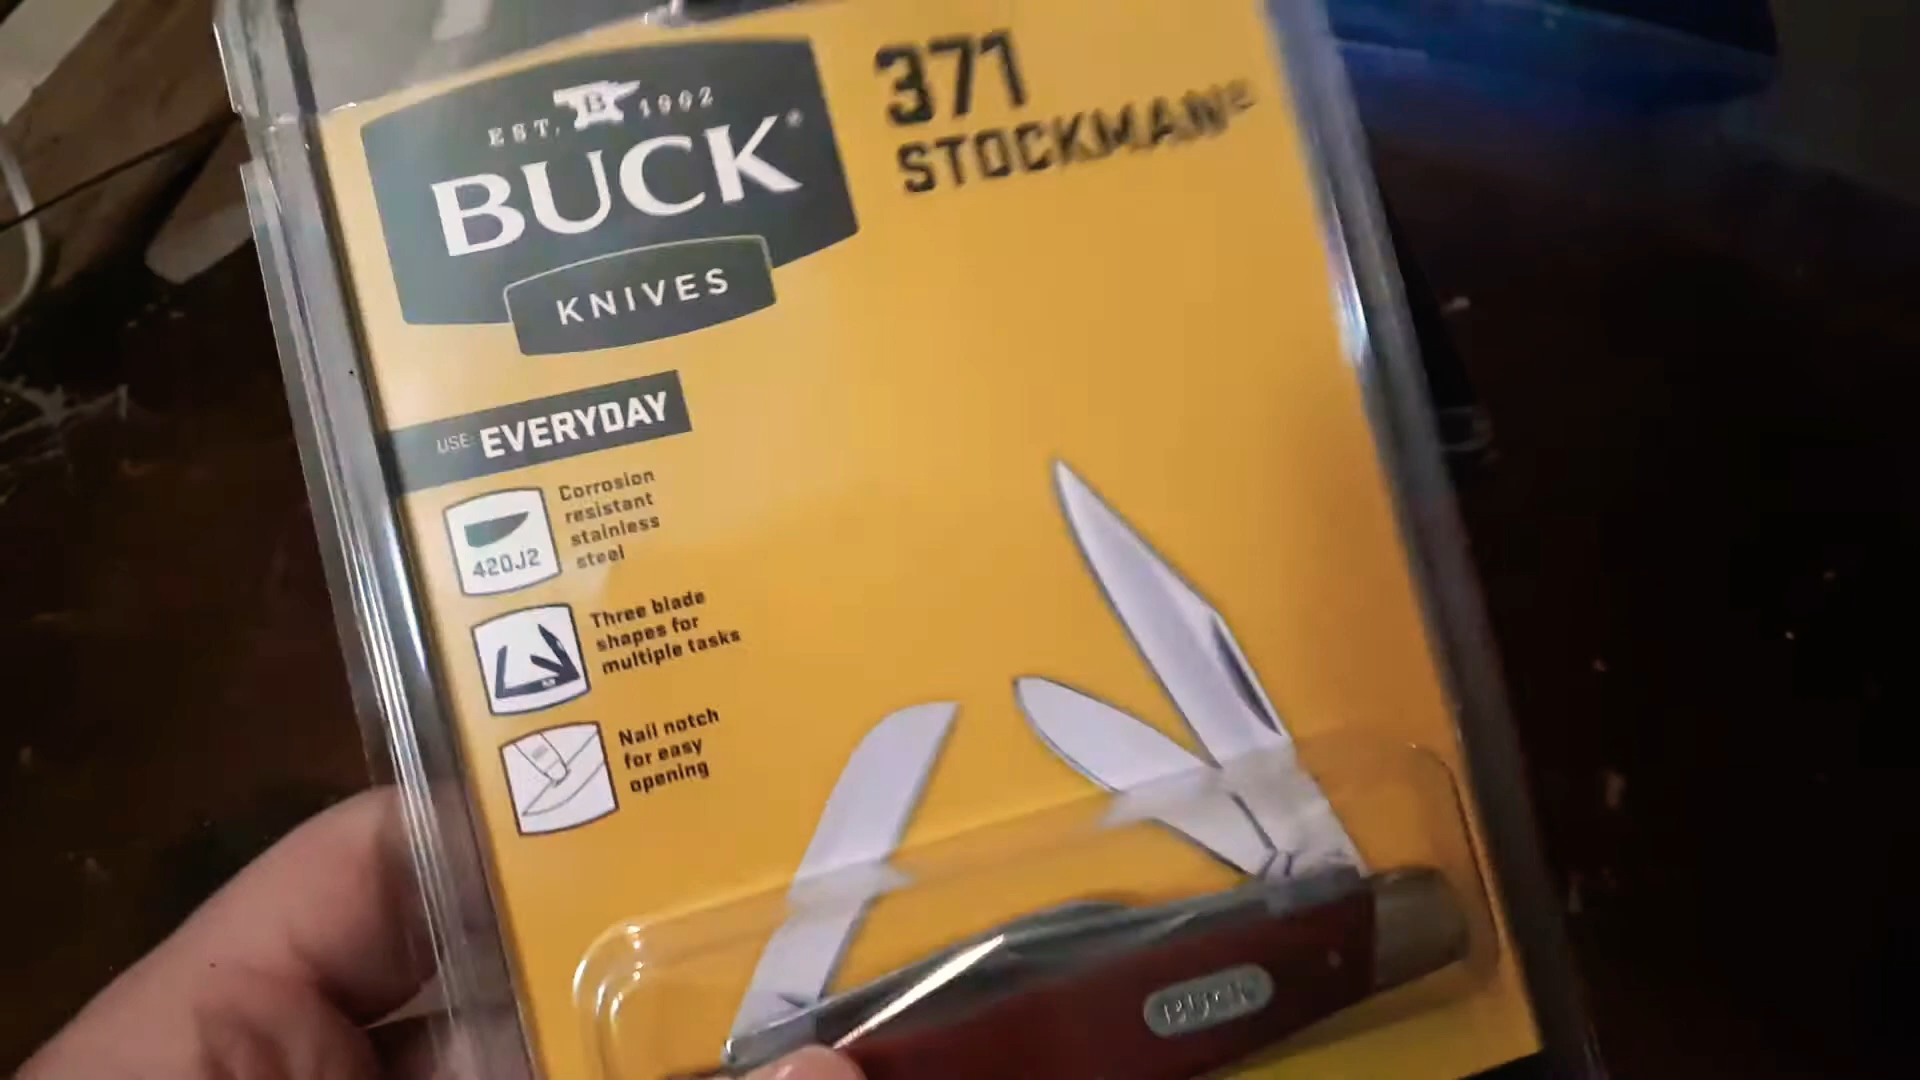 EST. B 1902
BUCK®
KNIVES
371
STOCKMAN®
USE: EVERYDAY
420J2
Corrosion
resistant
stainless
steel
Three blade
shapes for
multiple tasks
Nail notch
for easy
opening
Buck